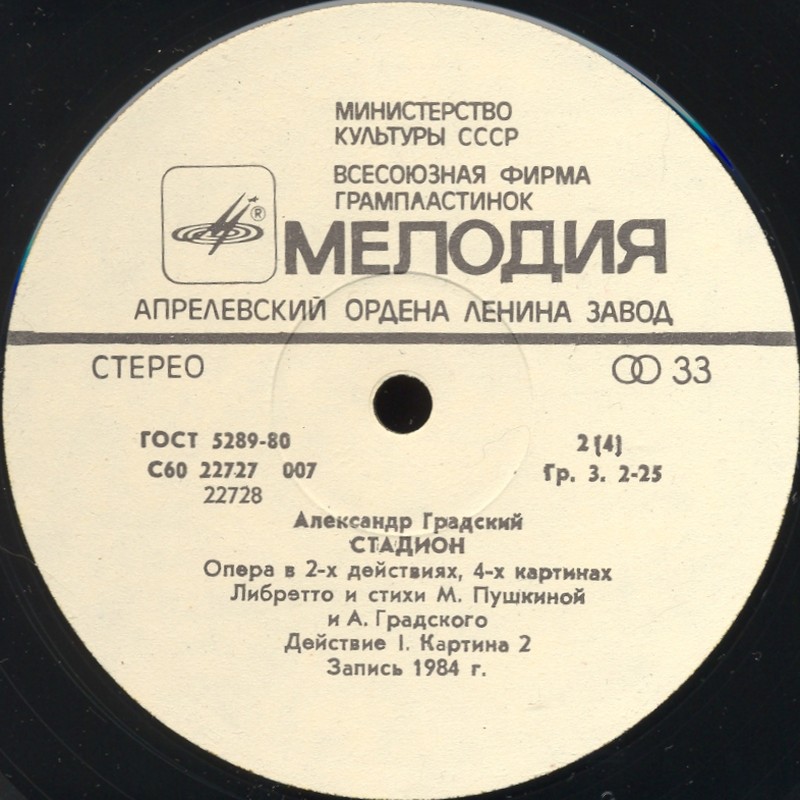 МИНИСТЕРСТВО
КУЛЬТУРЫ СССР
ВСЕСОЮЗНАЯ ФИРМА
ГРАМПЛАСТИНОК
®
МЕЛОДИЯ
АПРЕЛЕВСКИЙ ОРДЕНА ЛЕНИНА ЗАВОД
СТЕРЕО 33
ГОСТ 5289-80 2 (4)
С60 22727 007 Гр. 3. 2-25
22728
Александр Градский
СТАДИОН
Опера в 2-х действиях, 4-х картинах
Либретто и стихи М. Пушкиной
и А. Градского
Действие I. Картина 2
Запись 1984 г.